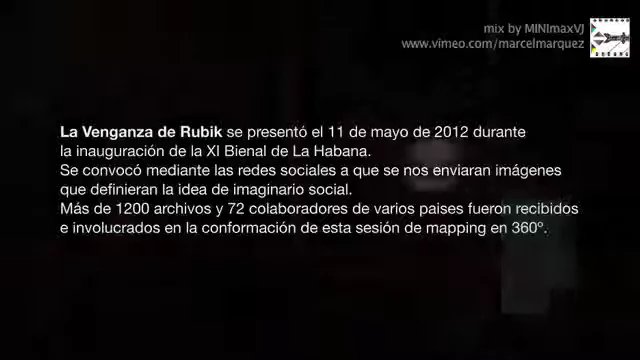 mix by MINImaxVJ
www.vimeo.com/marcelmarquez
La Venganza de Rubik se presentó el 11 de mayo de 2012 durante
la inauguración de la XI Bienal de La Habana.
Se convocó mediante las redes sociales a que se nos enviaran imágenes
que definieran la idea de imaginario social.
Más de 1200 archivos y 72 colaboradores de varios paises fueron recibidos
e involucrados en la conformación de esta sesión de mapping en 360º.